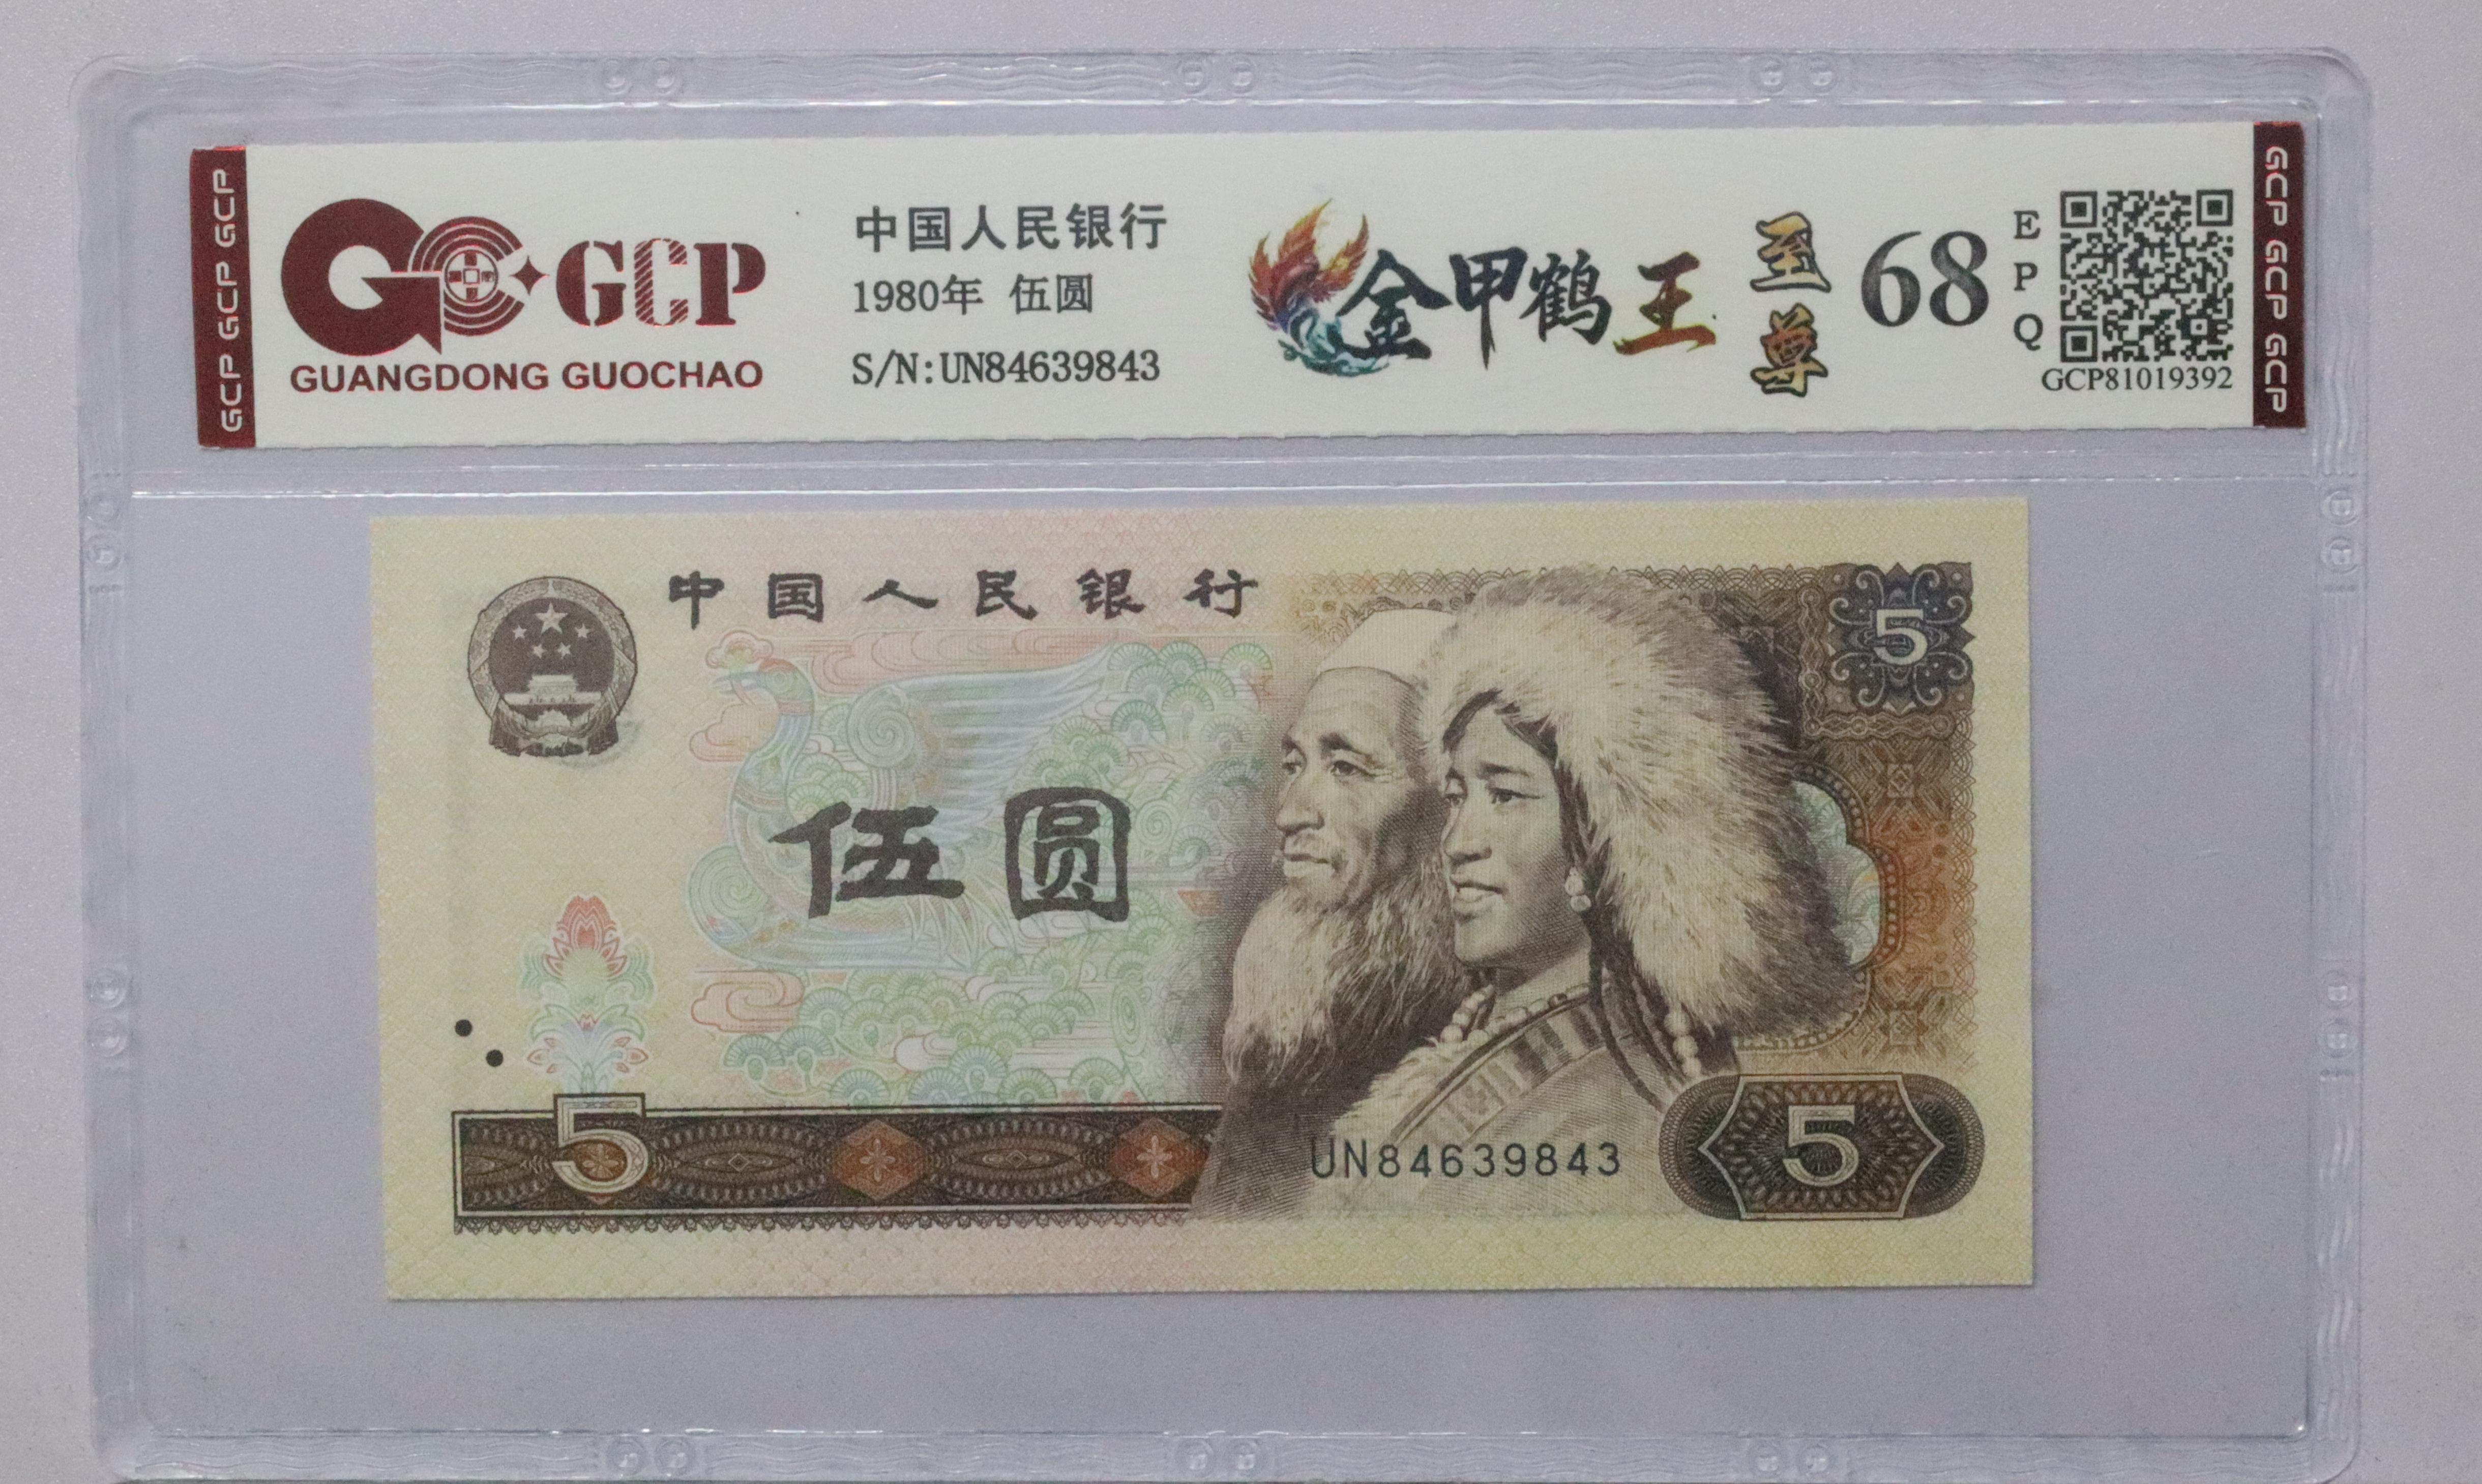 GCP GCP GCP
GCP
GUANGDONG GUOCHAO
中国人民银行
1980年 伍圆
S/N:UN84639843
金甲鹤王
至尊
68
EPQ
GCP81019392
GCP GCP GCP
中国人民银行
5
伍圆
5
UN84639843
5